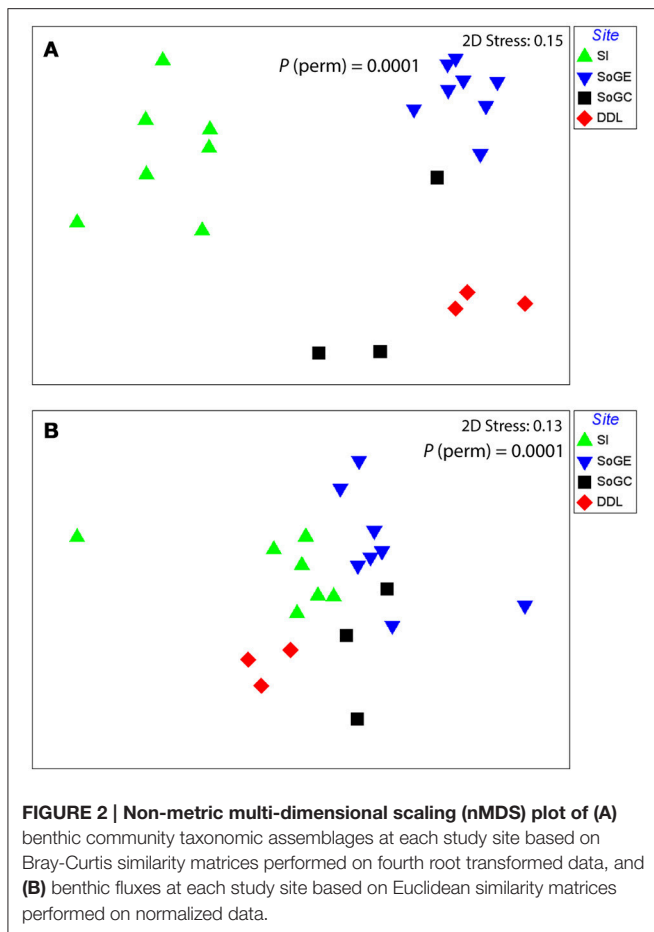 A
2D Stress: 0.15
P (perm) = 0.0001
Site
SI
SoGE
SoGC
DDL
B
2D Stress: 0.13
P (perm) = 0.0001
Site
SI
SoGE
SoGC
DDL
FIGURE 2 | Non-metric multi-dimensional scaling (nMDS) plot of (A)
benthic community taxonomic assemblages at each study site based on
Bray-Curtis similarity matrices performed on fourth root transformed data, and
(B) benthic fluxes at each study site based on Euclidean similarity matrices
performed on normalized data.